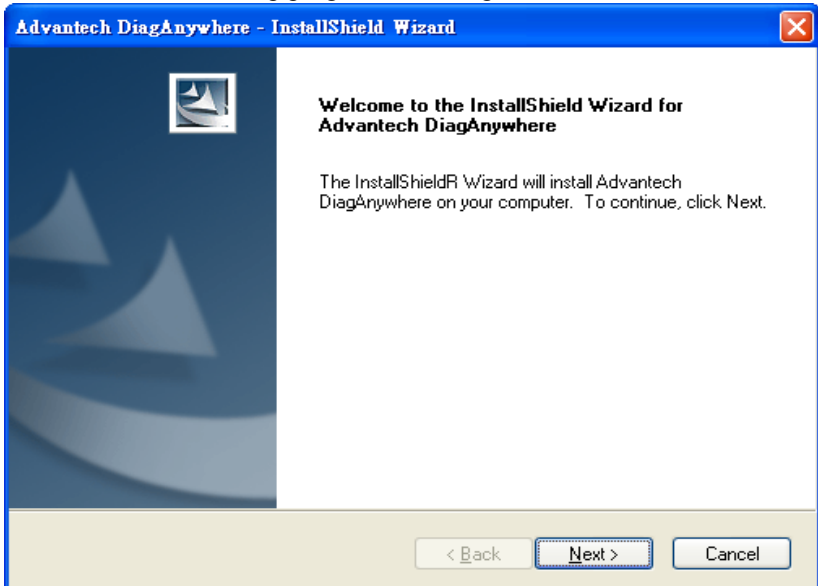 Advantech DiagAnywhere - InstallShield Wizard
Welcome to the InstallShield Wizard for
Advantech DiagAnywhere
The InstallShieldR Wizard will install Advantech
DiagAnywhere on your computer. To continue, click Next.
< Back Next > Cancel